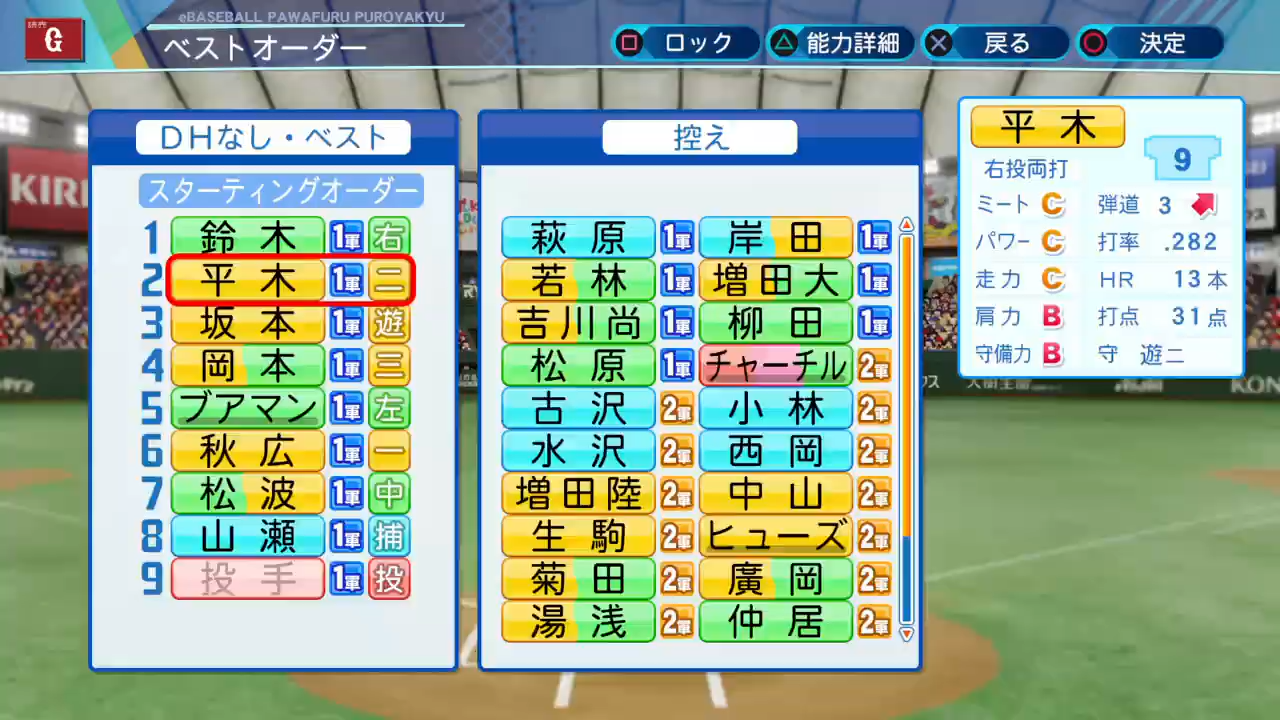 読売
G
eBASEBALL PAWAFURU PUROYAKYU
ベストオーダー
ロック
能力詳細
戻る
決定
DHなし・ベスト
スターティングオーダー
1 鈴木 1軍 右
2 平木 1軍 二
3 坂本 1軍 遊
4 岡本 1軍 三
5 ブアマン 1軍 左
6 秋広 1軍 一
7 松波 1軍 中
8 山瀬 1軍 捕
9 投手 1軍 投
控え
萩原 1軍 岸田 1軍
若林 1軍 増田大 1軍
吉川尚 1軍 柳田 1軍
松原 1軍 チャーチル 2軍
古沢 2軍 小林 2軍
水沢 2軍 西岡 2軍
増田陸 2軍 中山 2軍
生駒 2軍 ヒューズ 2軍
菊田 2軍 廣岡 2軍
湯浅 2軍 仲居 2軍
平木
右投両打
9
ミート C 弾道 3
パワー C 打率 .282
走力 C HR 13本
肩力 B 打点 31点
守備力 B 守 遊二
KIRI
KON